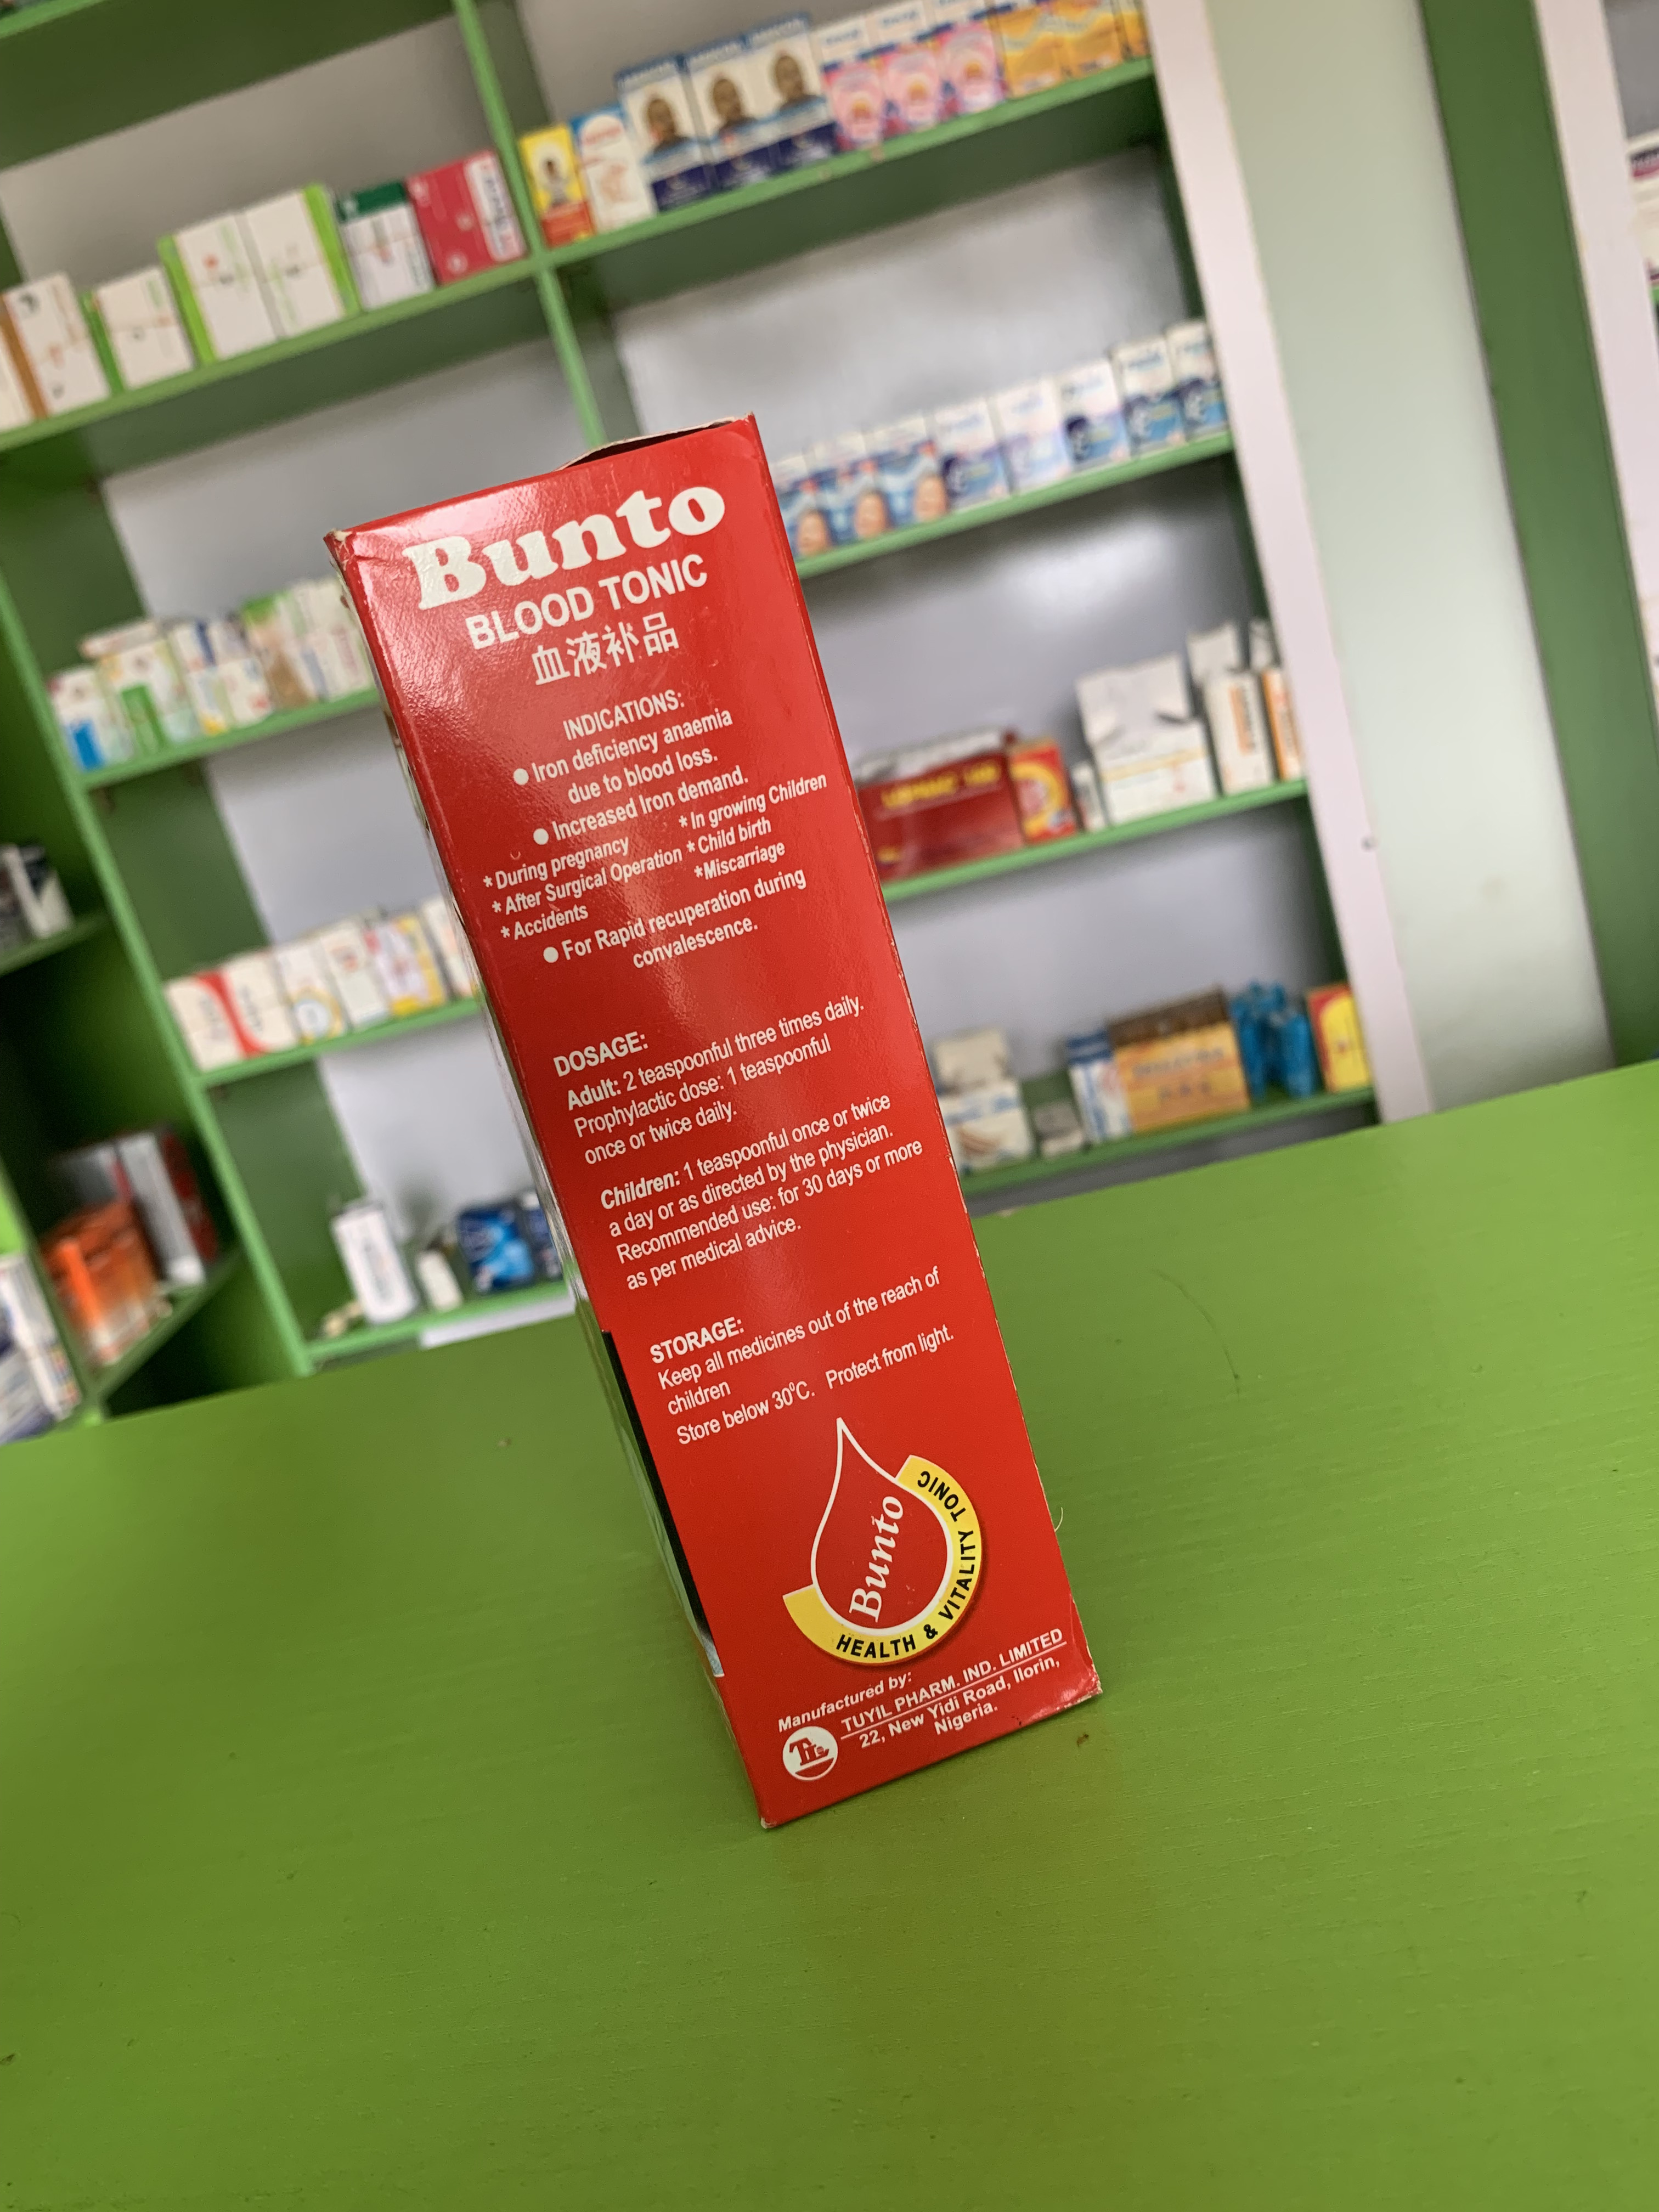 Bunto
BLOOD TONIC
血液补品
INDICATIONS:
● Iron deficiency anaemia
due to blood loss.
● Increased Iron demand.
* During pregnancy * In growing Children
* After Surgical Operation * Child birth
* Accidents *Miscarriage
● For Rapid recuperation during
convalescence.
DOSAGE:
Adult: 2 teaspoonful three times daily.
Prophylactic dose: 1 teaspoonful
once or twice daily.
Children: 1 teaspoonful once or twice
a day or as directed by the physician.
Recommended use: for 30 days or more
as per medical advice.
STORAGE:
Keep all medicines out of the reach of
children
Store below 30°C. Protect from light.
Bunto
HEALTH & VITALITY TONIC
Manufactured by:
TUYIL PHARM. IND. LIMITED
22, New Yidi Road, Ilorin,
Nigeria.